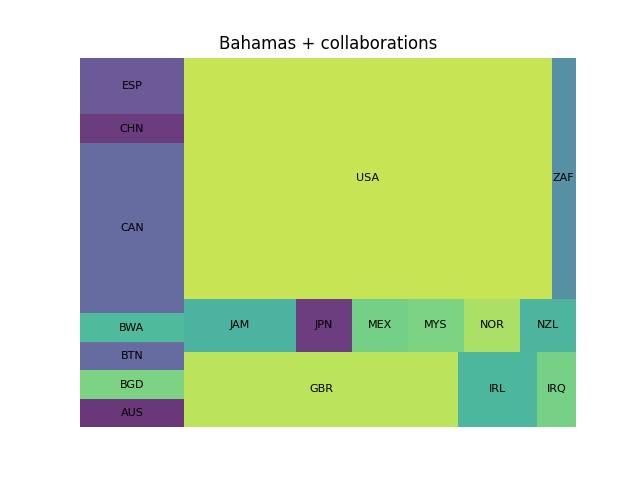 Bahamas + collaborations
ESP
CHN
CAN
BWA
BTN
BGD
AUS
USA
ZAF
JAM
JPN
MEX
MYS
NOR
NZL
GBR
IRL
IRQ